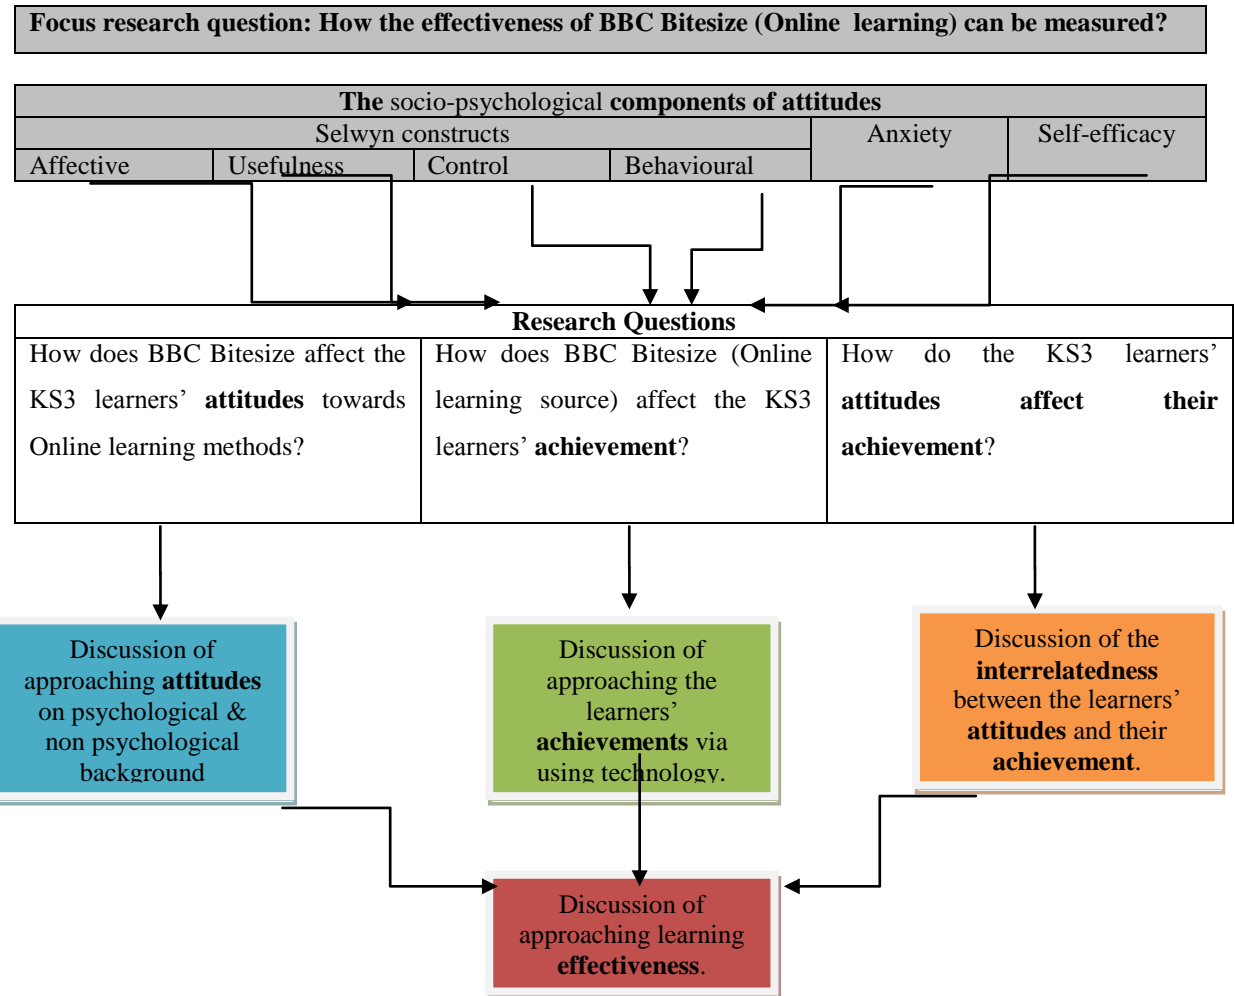 Focus research question: How the effectiveness of BBC Bitesize (Online learning) can be measured?
The socio-psychological components of attitudes
Selwyn constructs
Anxiety
Self-efficacy
Affective
Usefulness
Control
Behavioural
Research Questions
How does BBC Bitesize affect the
KS3 learners’ attitudes towards
Online learning methods?
How does BBC Bitesize (Online
learning source) affect the KS3
learners’ achievement?
How do the KS3 learners’
attitudes affect their
achievement?
Discussion of
approaching attitudes
on psychological &
non psychological
background
Discussion of
approaching the
learners’
achievements via
using technology.
Discussion of the
interrelatedness
between the learners’
attitudes and their
achievement.
Discussion of
approaching learning
effectiveness.